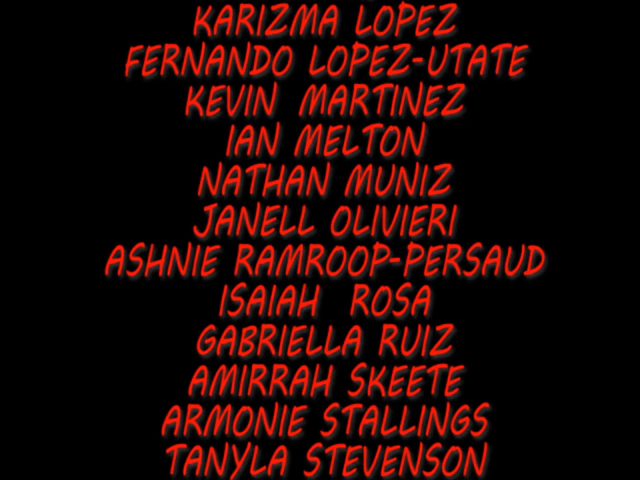 KARIZMA LOPEZ
FERNANDO LOPEZ-UTATE
KEVIN MARTINEZ
IAN MELTON
NATHAN MUNIZ
JANELL OLIVIERI
ASHNIE RAMROOP-PERSAUD
ISAIAH ROSA
GABRIELLA RUIZ
AMIRRAH SKEETE
ARMONIE STALLINGS
TANYLA STEVENSON